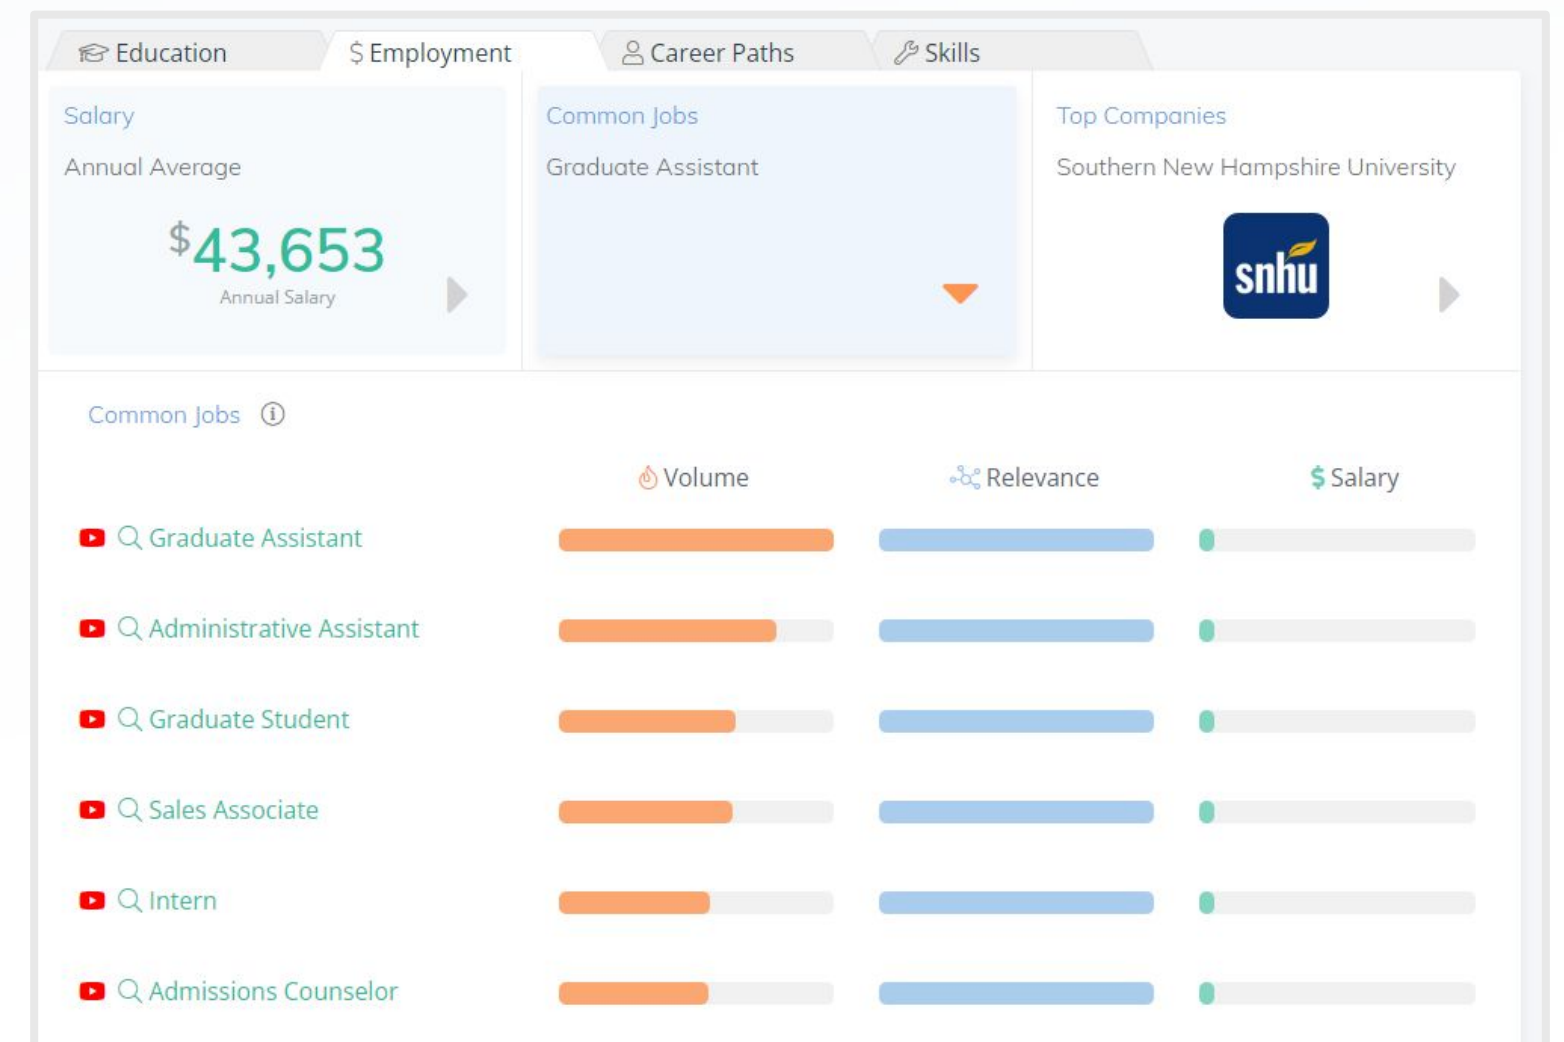 Education
$ Employment
Career Paths
Skills
Salary
Annual Average
$43,653
Annual Salary
Common Jobs
Graduate Assistant
Top Companies
Southern New Hampshire University
snhu
Common Jobs
Volume
Relevance
$ Salary
Graduate Assistant
Administrative Assistant
Graduate Student
Sales Associate
Intern
Admissions Counselor